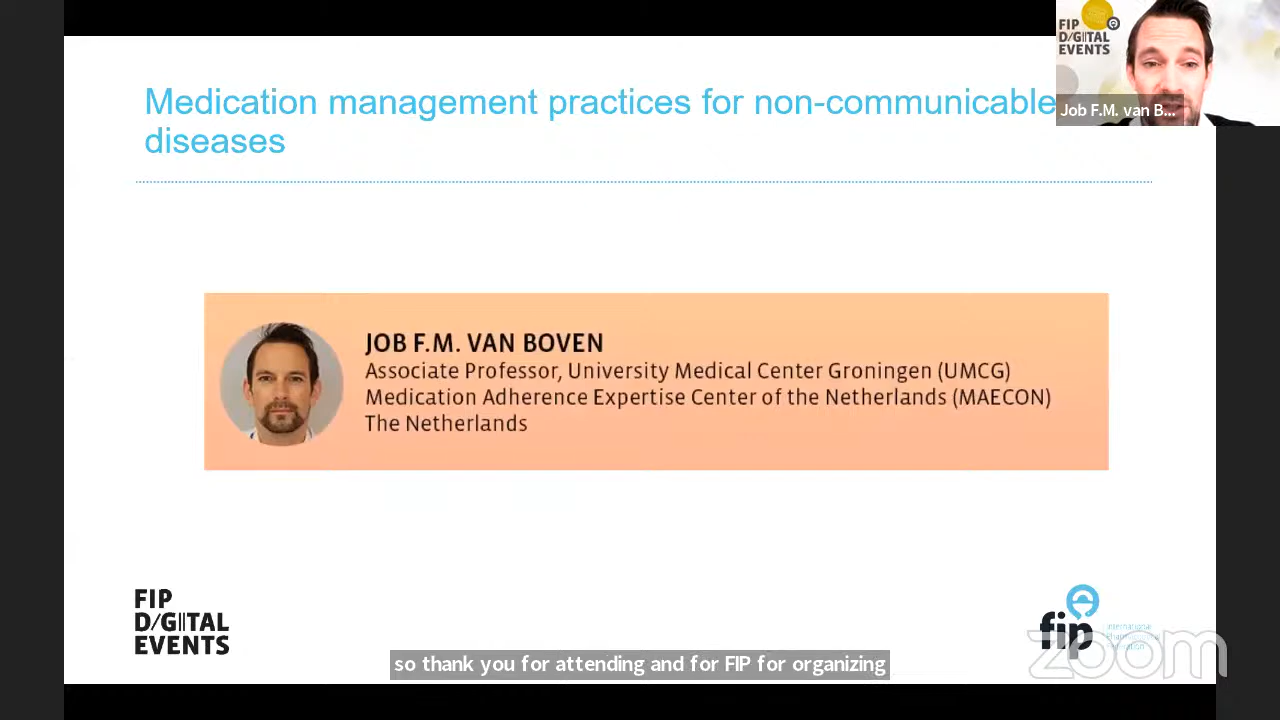 FIP
D/G|TAL
EVENTS
Job F.M. van B...
Medication management practices for non-communicable
diseases
JOB F.M. VAN BOVEN
Associate Professor, University Medical Center Groningen (UMCG)
Medication Adherence Expertise Center of the Netherlands (MAECON)
The Netherlands
FIP
D/GITAL
EVENTS
fip
zoom
so thank you for attending and for FIP for organizing